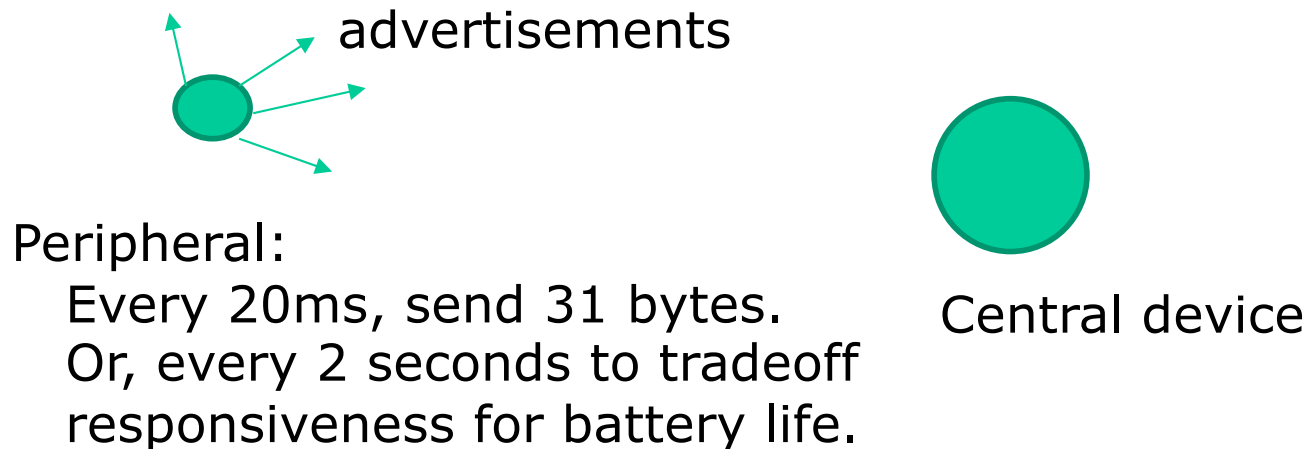 advertisements
Peripheral:
Every 20ms, send 31 bytes.
Or, every 2 seconds to tradeoff
responsiveness for battery life.
Central device